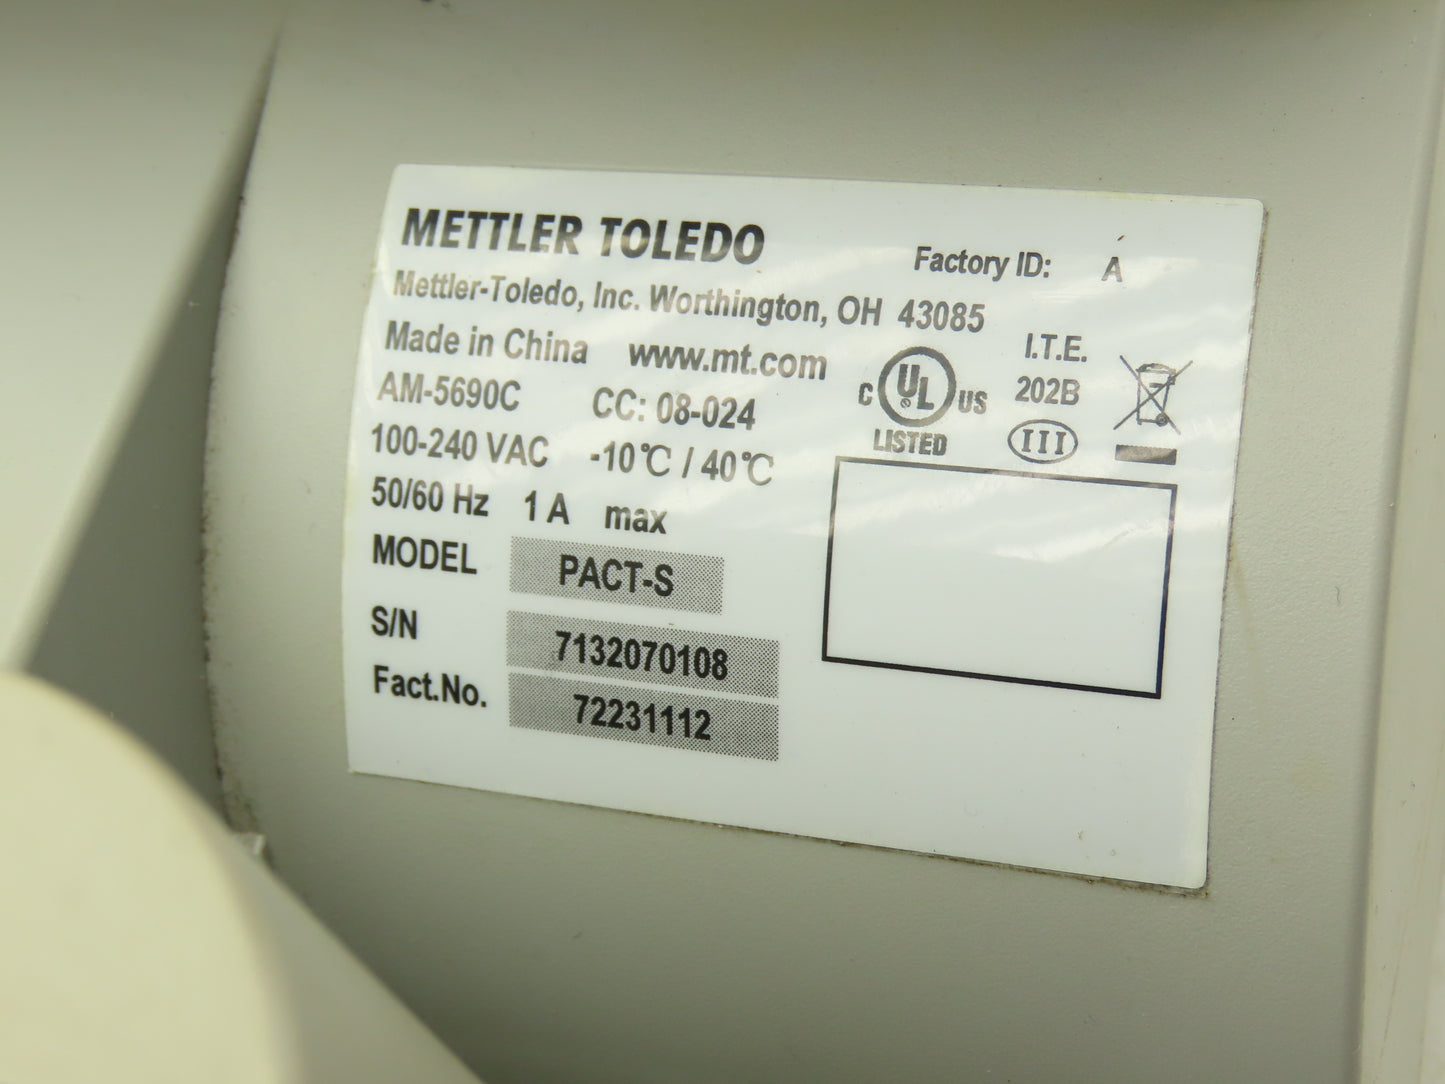 METTLER TOLEDO
Factory ID: A
Mettler-Toledo, Inc. Worthington, OH 43085
Made in China www.mt.com
I.T.E.
AM-5690C CC: 08-024
C UL ® US
202B
LISTED
III
100-240 VAC -10°C / 40°C
50/60 Hz 1 A max
MODEL PACT-S
S/N 7132070108
Fact.No. 72231112